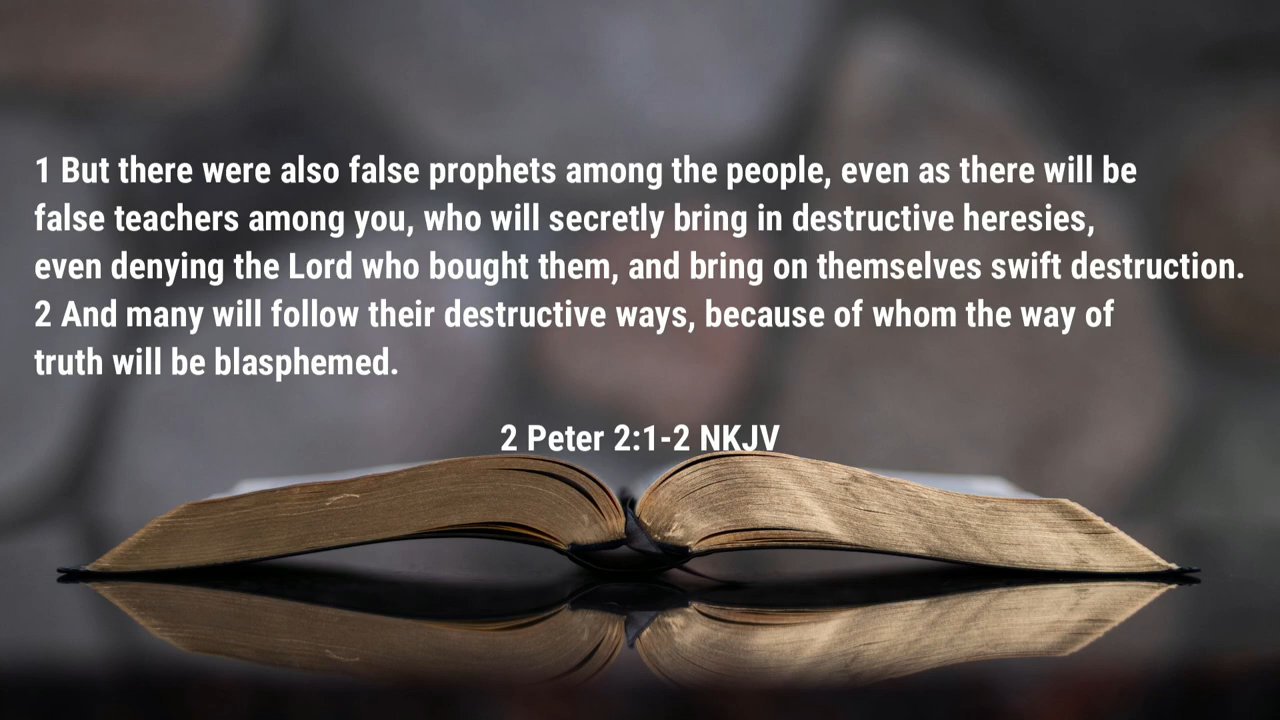 1 But there were also false prophets among the people, even as there will be
false teachers among you, who will secretly bring in destructive heresies,
even denying the Lord who bought them, and bring on themselves swift destruction.
2 And many will follow their destructive ways, because of whom the way of
truth will be blasphemed.
2 Peter 2:1-2 NKJV